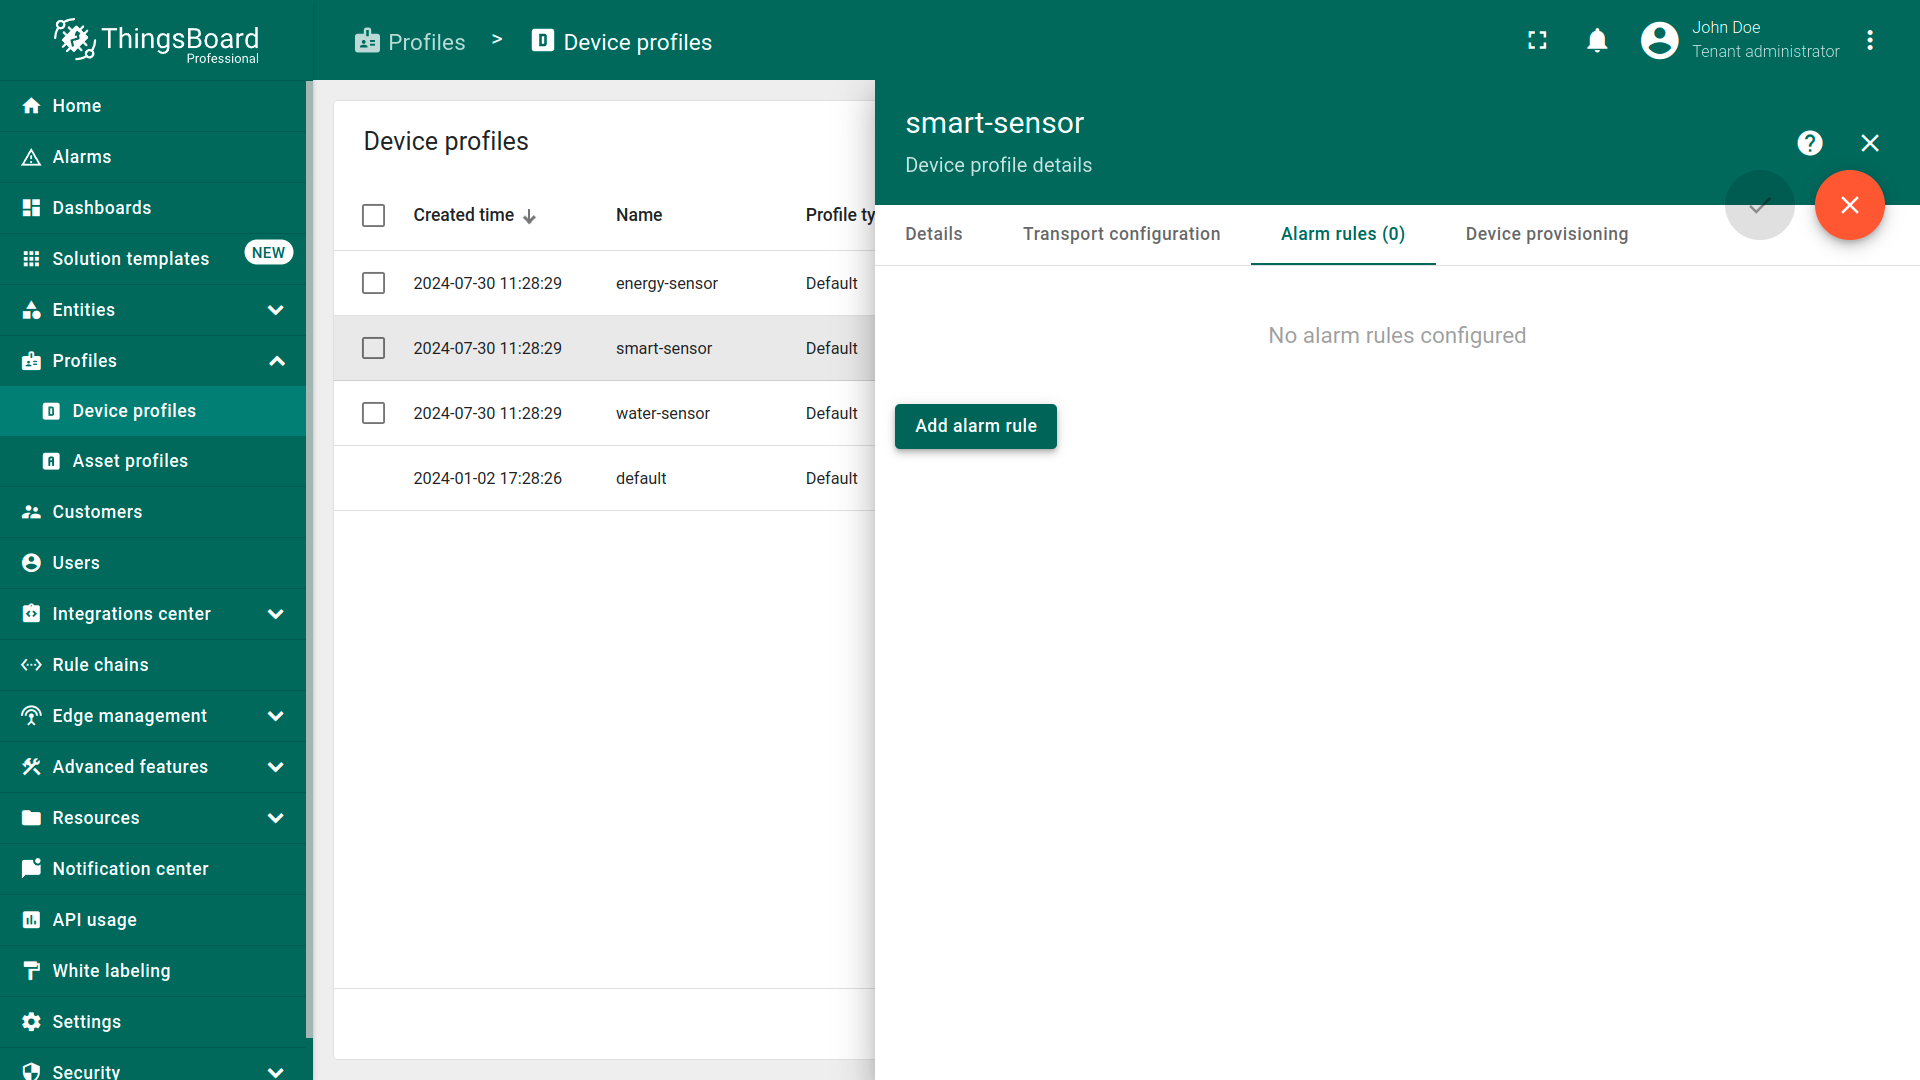 ThingsBoard
Professional
Profiles > Device profiles
John Doe
Tenant administrator
Home
Alarms
Dashboards
Solution templates NEW
Entities
Profiles
Device profiles
Asset profiles
Customers
Users
Integrations center
Rule chains
Edge management
Advanced features
Resources
Notification center
API usage
White labeling
Settings
Security
Device profiles
Created time Name Profile ty
2024-07-30 11:28:29 energy-sensor Default
2024-07-30 11:28:29 smart-sensor Default
2024-07-30 11:28:29 water-sensor Default
2024-01-02 17:28:26 default Default
smart-sensor
Device profile details
Details Transport configuration Alarm rules (0) Device provisioning
No alarm rules configured
Add alarm rule